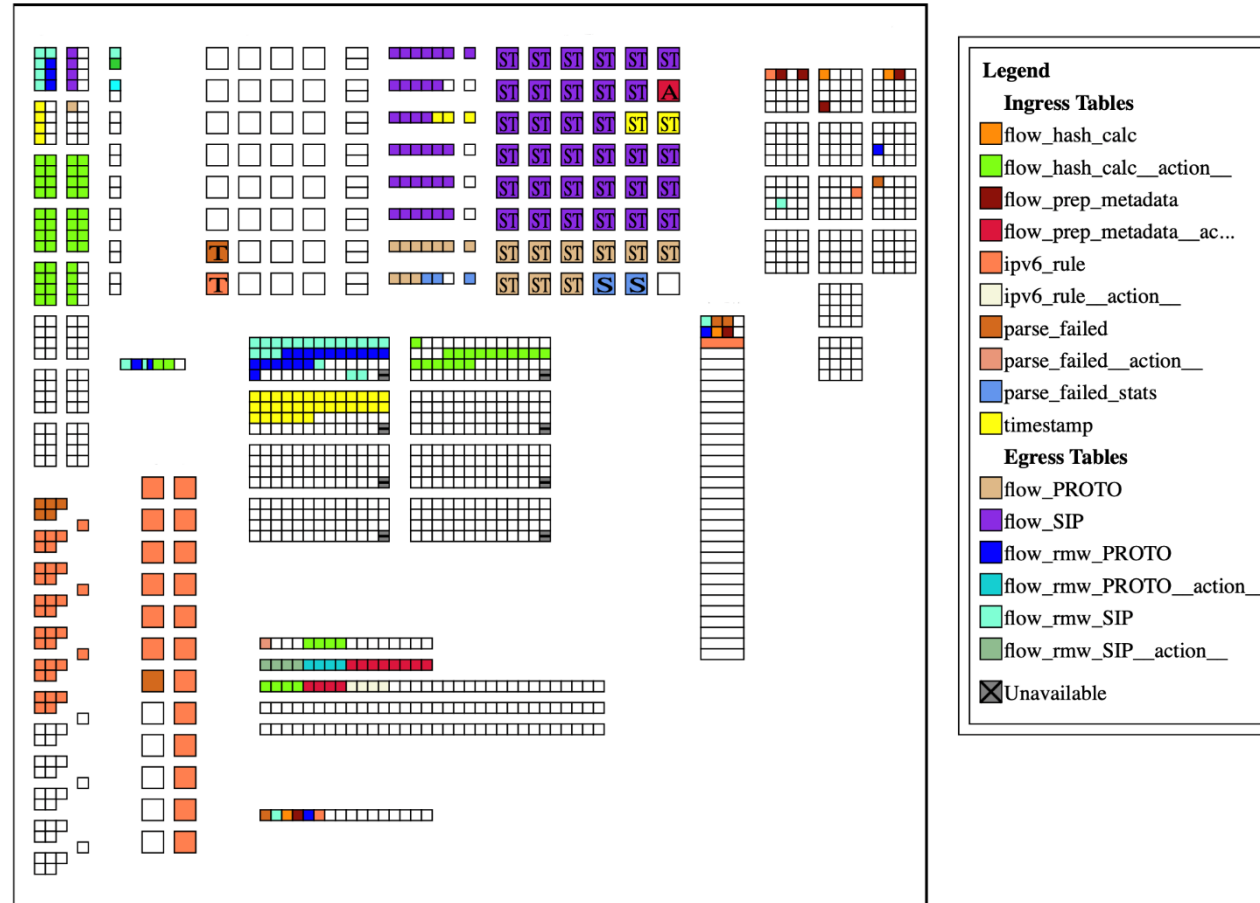 ST ST ST ST ST ST
ST ST ST ST ST A
ST ST ST ST ST ST
ST ST ST ST ST ST
ST ST ST ST ST ST
ST ST ST ST ST ST
T ST ST ST ST ST ST
T ST ST ST S S
Legend
Ingress Tables
flow_hash_calc
flow_hash_calc__action__
flow_prep_metadata
flow_prep_metadata__ac...
ipv6_rule
ipv6_rule__action__
parse_failed
parse_failed__action__
parse_failed_stats
timestamp
Egress Tables
flow_PROTO
flow_SIP
flow_rmw_PROTO
flow_rmw_PROTO__action__
flow_rmw_SIP
flow_rmw_SIP__action__
Unavailable